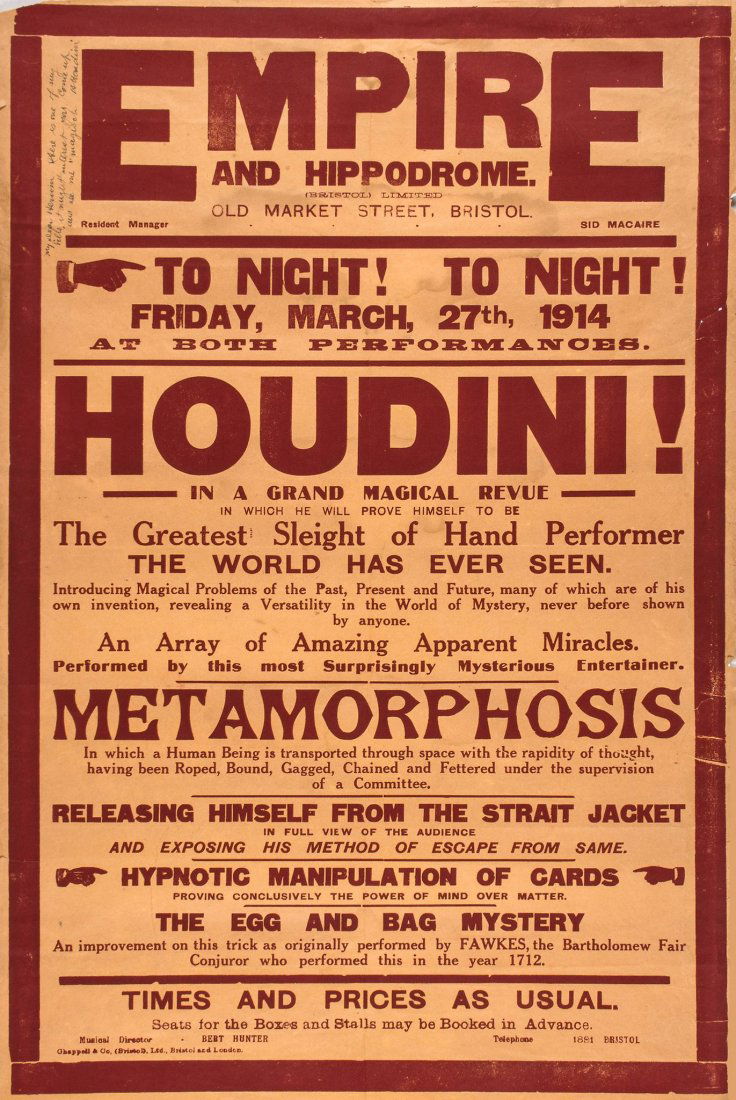 EMPIRE
AND HIPPODROME.
(BRISTOL) LIMITED
OLD MARKET STREET, BRISTOL.
Resident Manager . . . . SID MACAIRE
TO NIGHT! TO NIGHT!
FRIDAY, MARCH, 27th, 1914
AT BOTH PERFORMANCES.
HOUDINI!
IN A GRAND MAGICAL REVUE
IN WHICH HE WILL PROVE HIMSELF TO BE
The Greatest Sleight of Hand Performer
THE WORLD HAS EVER SEEN.
Introducing Magical Problems of the Past, Present and Future, many of which are of his
own invention, revealing a Versatility in the World of Mystery, never before shown
by anyone.
An Array of Amazing Apparent Miracles.
Performed by this most Surprisingly Mysterious Entertainer.
METAMORPHOSIS
In which a Human Being is transported through space with the rapidity of thought,
having been Roped, Bound, Gagged, Chained and Fettered under the supervision
of a Committee.
RELEASING HIMSELF FROM THE STRAIT JACKET
IN FULL VIEW OF THE AUDIENCE
AND EXPOSING HIS METHOD OF ESCAPE FROM SAME.
HYPNOTIC MANIPULATION OF CARDS
PROVING CONCLUSIVELY THE POWER OF MIND OVER MATTER.
THE EGG AND BAG MYSTERY
An improvement on this trick as originally performed by FAWKES, the Bartholomew Fair
Conjuror who performed this in the year 1712.
TIMES AND PRICES AS USUAL.
Seats for the Boxes and Stalls may be Booked in Advance.
Musical Director . BERT HUNTER Telephone 1881 BRISTOL
Chappell & Co, (Bristol), Ltd., Bristol and London.